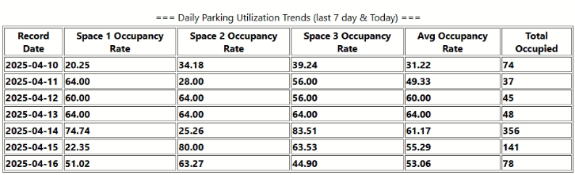 === Daily Parking Utilization Trends (last 7 day & Today) ===
Record Date Space 1 Occupancy Rate Space 2 Occupancy Rate Space 3 Occupancy Rate Avg Occupancy Rate Total Occupied
2025-04-10 20.25 34.18 39.24 31.22 74
2025-04-11 64.00 28.00 56.00 49.33 37
2025-04-12 60.00 64.00 56.00 60.00 45
2025-04-13 64.00 64.00 64.00 64.00 48
2025-04-14 74.74 25.26 83.51 61.17 356
2025-04-15 22.35 80.00 63.53 55.29 141
2025-04-16 51.02 63.27 44.90 53.06 78